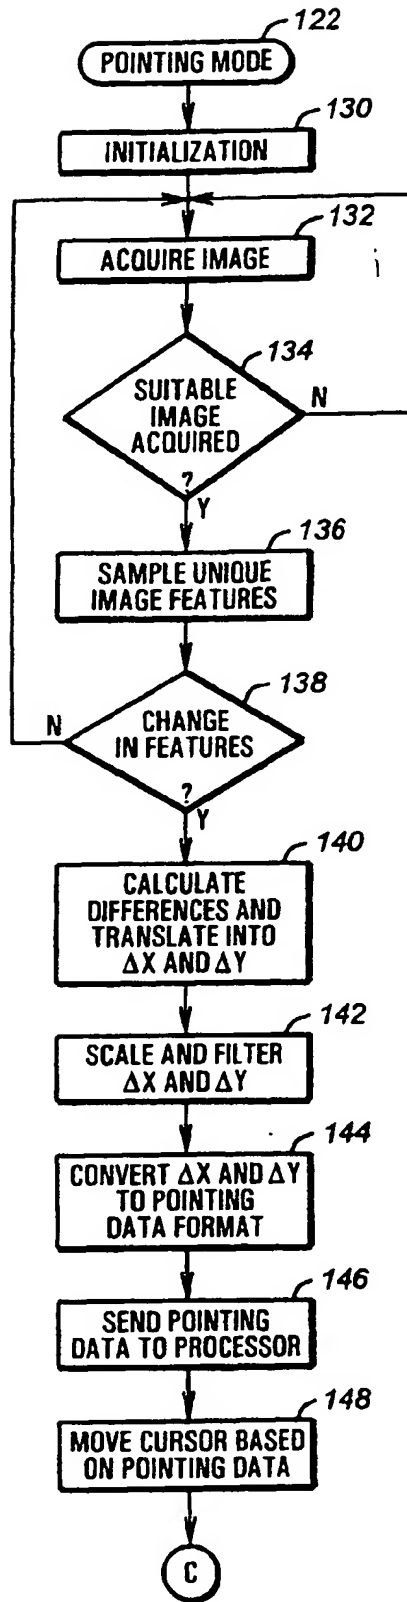 122
POINTING MODE
130
INITIALIZATION
132
ACQUIRE IMAGE
134
SUITABLE
IMAGE
ACQUIRED
?
N
Y
136
SAMPLE UNIQUE
IMAGE FEATURES
138
CHANGE
IN FEATURES
?
N
Y
140
CALCULATE
DIFFERENCES AND
TRANSLATE INTO
ΔX AND ΔY
142
SCALE AND FILTER
ΔX AND ΔY
144
CONVERT ΔX AND ΔY
TO POINTING
DATA FORMAT
146
SEND POINTING
DATA TO PROCESSOR
148
MOVE CURSOR BASED
ON POINTING DATA
C